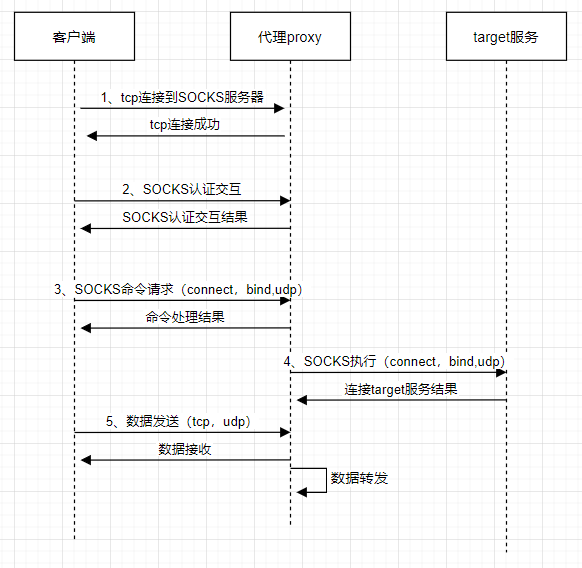 客户端
代理proxy
target服务
1、tcp连接到SOCKS服务器
tcp连接成功
2、SOCKS认证交互
SOCKS认证交互结果
3、SOCKS命令请求（connect，bind,udp）
命令处理结果
4、SOCKS执行（connect，bind,udp）
连接target服务结果
5、数据发送（tcp，udp）
数据接收
数据转发